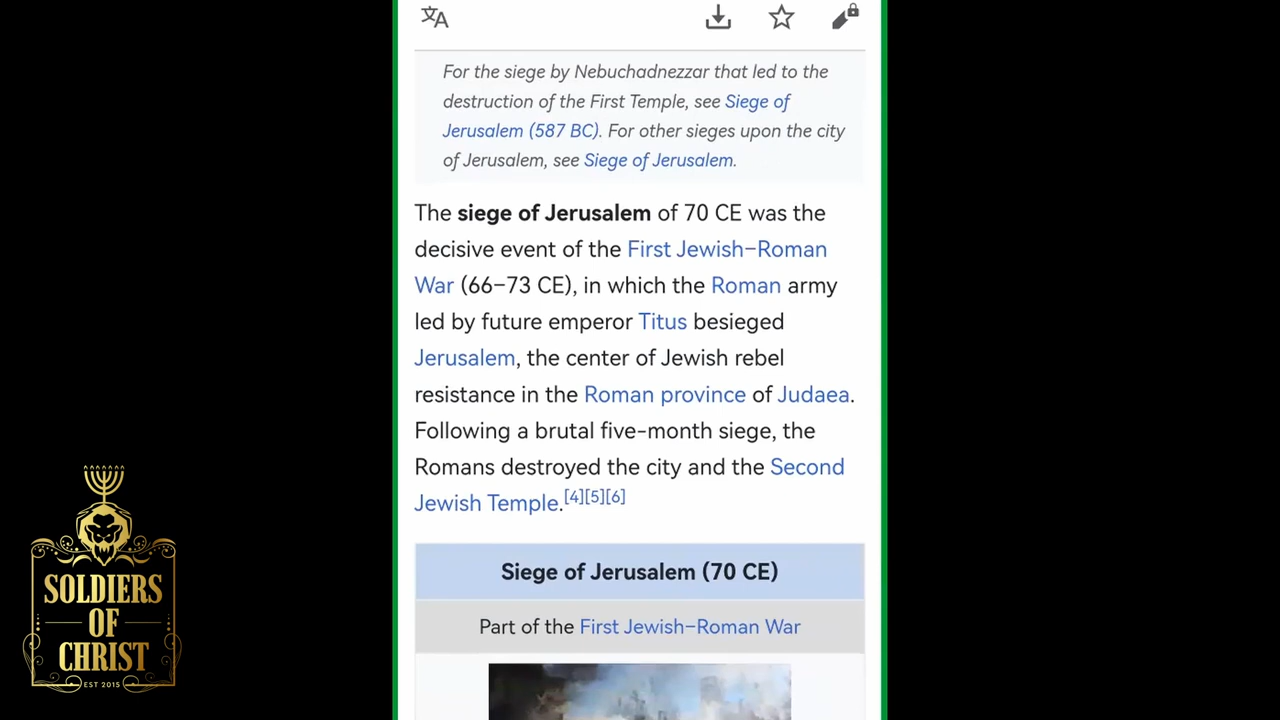 For the siege by Nebuchadnezzar that led to the
destruction of the First Temple, see Siege of
Jerusalem (587 BC). For other sieges upon the city
of Jerusalem, see Siege of Jerusalem.
The siege of Jerusalem of 70 CE was the
decisive event of the First Jewish–Roman
War (66–73 CE), in which the Roman army
led by future emperor Titus besieged
Jerusalem, the center of Jewish rebel
resistance in the Roman province of Judaea.
Following a brutal five-month siege, the
Romans destroyed the city and the Second
Jewish Temple.[4][5][6]
Siege of Jerusalem (70 CE)
Part of the First Jewish–Roman War
SOLDIERS
OF
CHRIST
EST 2015